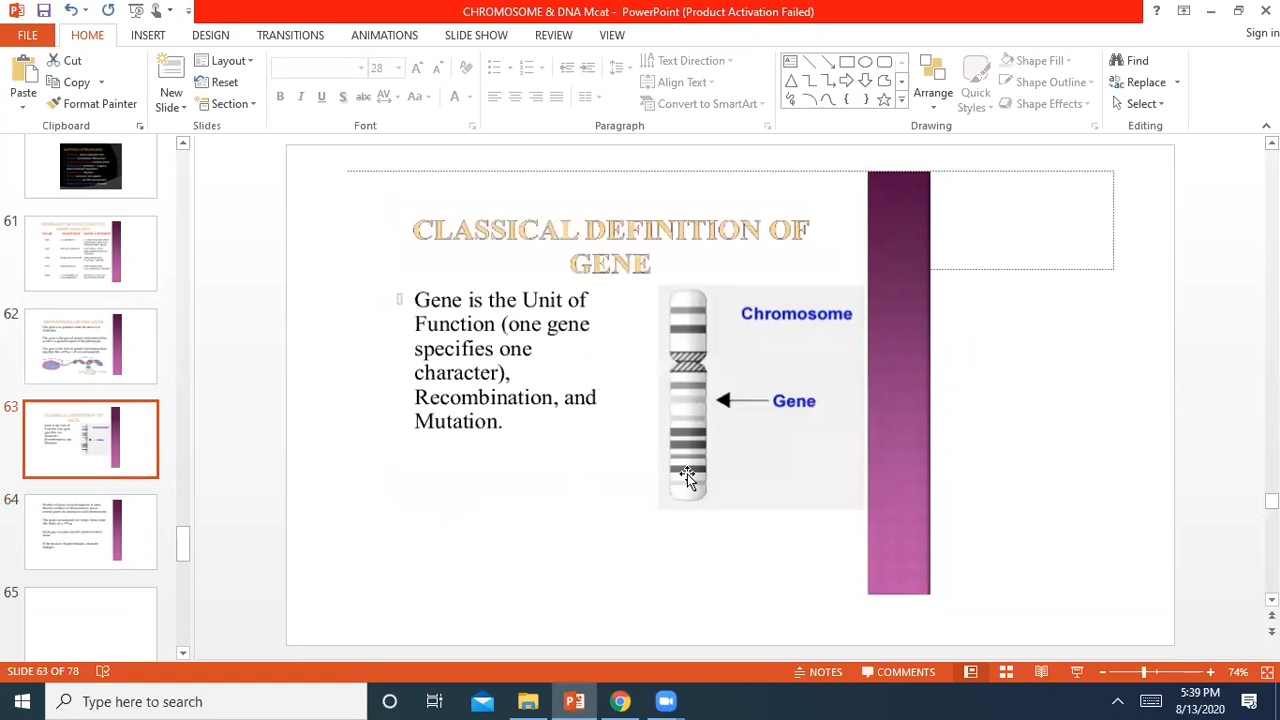 CHROMOSOME & DNA Mcat - PowerPoint (Product Activation Failed)
?
FILE HOME INSERT DESIGN TRANSITIONS ANIMATIONS SLIDE SHOW REVIEW VIEW Sign in
Cut
Copy
Format Painter
Paste
Clipboard
New
Slide
Layout
Reset
Section
Slides
28
B I U S abc AV Aa A
Font
Text Direction
Align Text
Convert to SmartArt
Paragraph
Arrange
Quick
Styles
Shape Fill
Shape Outline
Shape Effects
Drawing
Find
Replace
Select
Editing
61
62
63
64
65
CLASSICAL DEFINITION OF
GENE
Gene is the Unit of
Function (one gene
specifies one
character),
Recombination, and
Mutation.
Chromosome
Gene
SLIDE 63 OF 78
NOTES
COMMENTS
74%
Type here to search
5:39 PM
8/13/2020